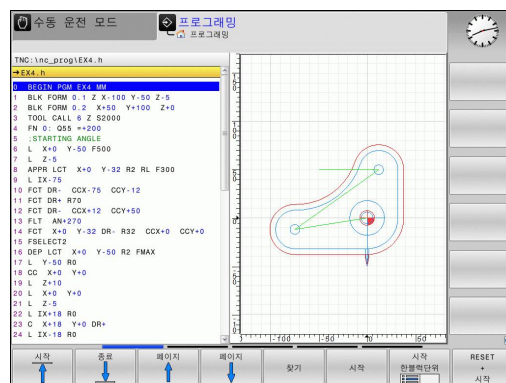 수동 운전 모드
프로그래밍
프로그래밍
TNC:\nc_prog\EX4.h
→EX4.h
0 BEGIN PGM EX4 MM
1 BLK FORM 0.1 Z X-100 Y-50 Z-5
2 BLK FORM 0.2 X+50 Y+100 Z+0
3 TOOL CALL 6 Z S2000
4 FN 0: Q55 =+200
5 ;STARTING ANGLE
6 L X+0 Y-50 F500
7 L Z-5
8 APPR LCT X+0 Y-32 R2 RL F300
9 L IX-75
10 FCT DR- CCX-75 CCY-12
11 FCT DR+ R70
12 FCT DR- CCX+12 CCY+50
13 FLT AN+270
14 FCT X+0 Y-32 DR- R32 CCX+0 CCY+0
15 FSELECT2
16 DEP LCT X+0 Y-50 R2 FMAX
17 L Y-50 R0
18 CC X+0 Y+0
19 L Z+10
20 L X+0 Y+0
21 L Z-5
22 L IX+18 R0
23 C X+18 Y+0 DR+
24 L IX-18 R0
150
100
50
0
-50
-100
0
50
시작
종료
페이지
페이지
찾기
시작
시작
한블럭단위
RESET
+
시작